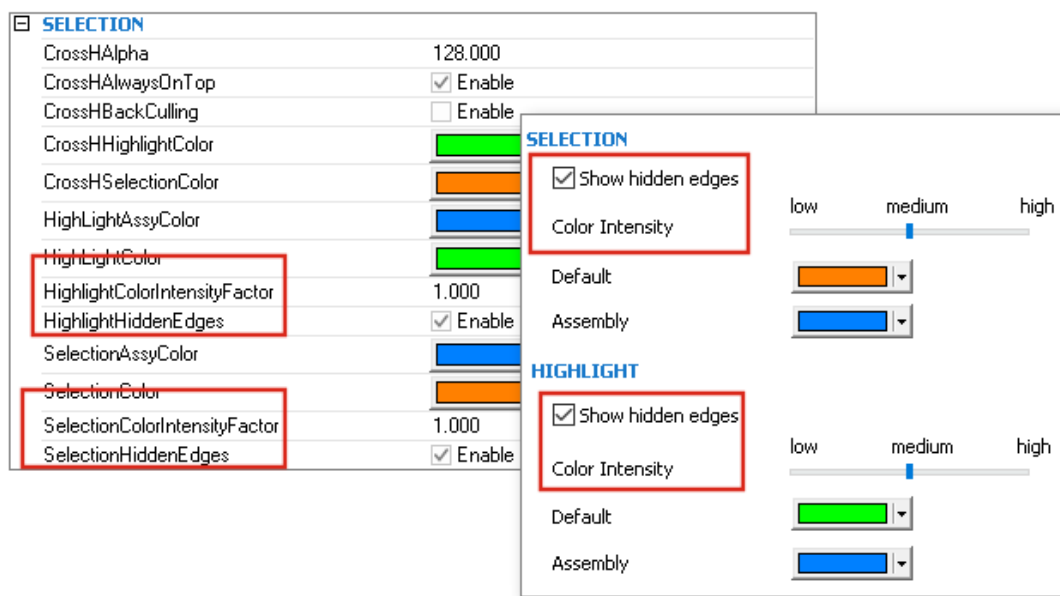 SELECTION
CrossHAlpha 128.000
CrossHAlwaysOnTop Enable
CrossHBackCulling Enable
CrossHHighlightColor
CrossHSelectionColor
HighLightAssyColor
HighLightColor
HighlightColorIntensityFactor 1.000
HighlightHiddenEdges Enable
SelectionAssyColor
SelectionColor
SelectionColorIntensityFactor 1.000
SelectionHiddenEdges Enable
SELECTION
Show hidden edges
low medium high
Color Intensity
Default
Assembly
HIGHLIGHT
Show hidden edges
low medium high
Color Intensity
Default
Assembly